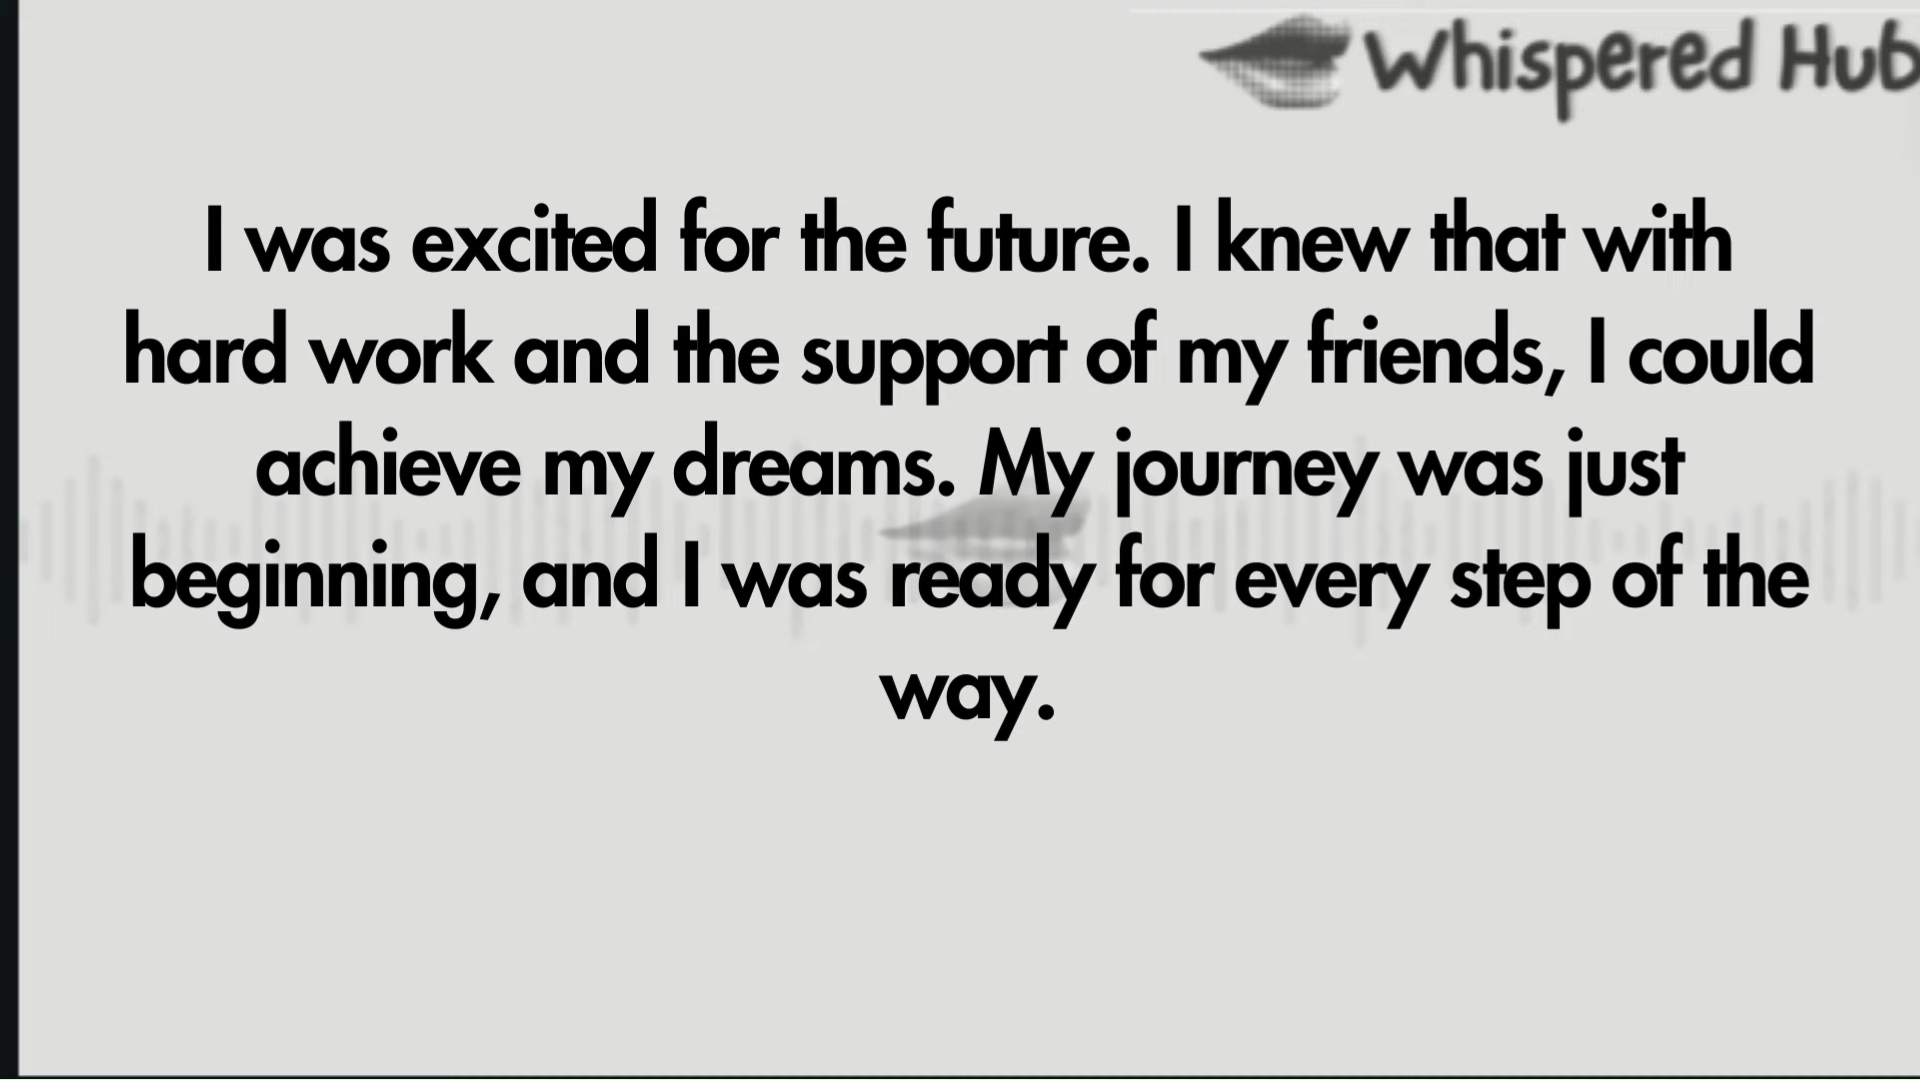 Whispered Hub
I was excited for the future. I knew that with
hard work and the support of my friends, I could
achieve my dreams. My journey was just
beginning, and I was ready for every step of the
way.